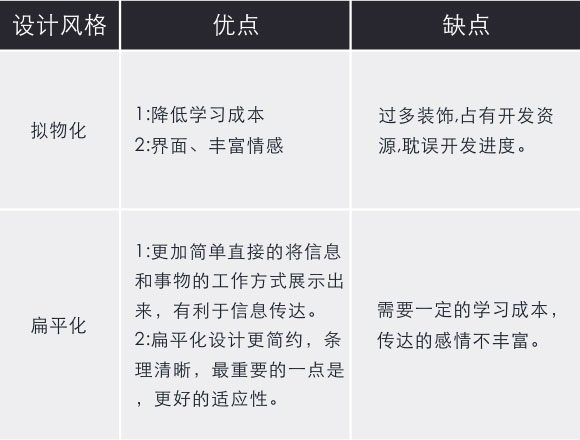 设计风格
优点
缺点
拟物化
1:降低学习成本
2:界面、丰富情感
过多装饰,占有开发资
源,耽误开发进度。
扁平化
1:更加简单直接的将信息
和事物的工作方式展示出
来，有利于信息传达。
2:扁平化设计更简约，条
理清晰，最重要的一点是
，更好的适应性。
需要一定的学习成本，
传达的感情不丰富。